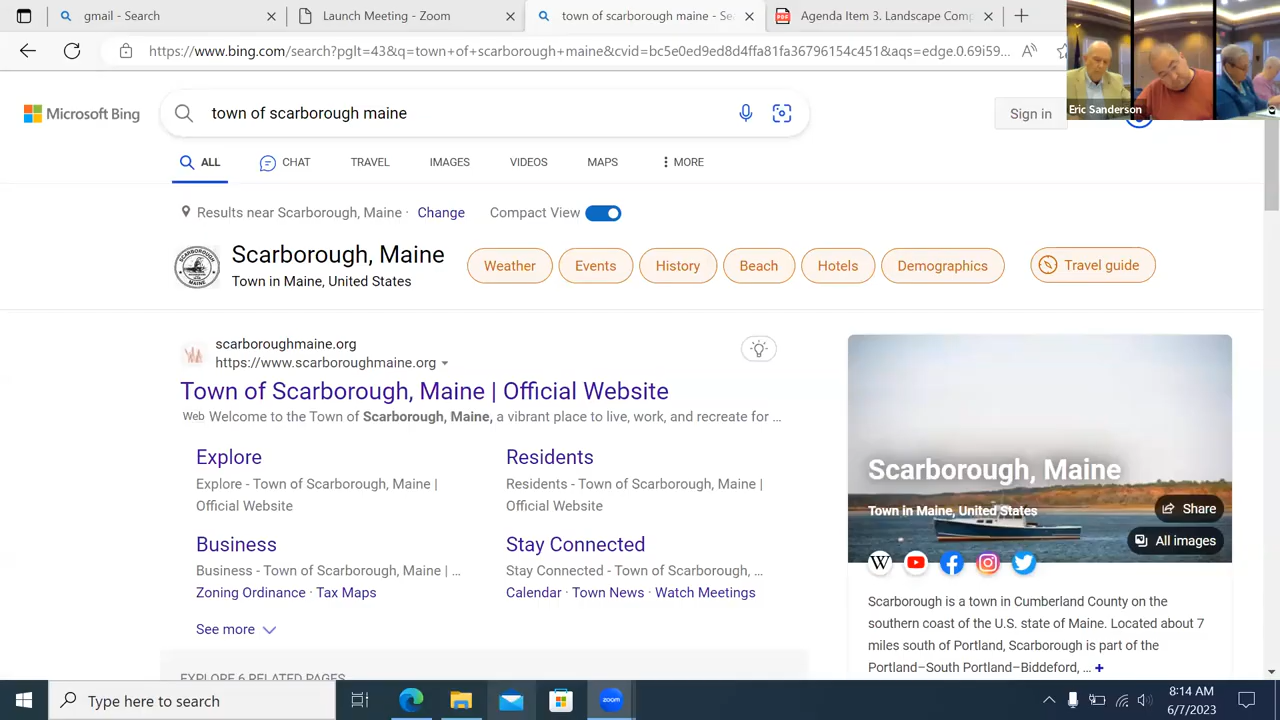 gmail - Search
Launch Meeting - Zoom
town of scarborough maine - Se
Agenda Item 3. Landscape Comp
https://www.bing.com/search?pglt=43&q=town+of+scarborough+maine&cvid=bc5e0ed9ed8d4ffa81fa36796154c451&aqs=edge.0.69i59...
Eric Sanderson
Microsoft Bing
town of scarborough maine
Sign in
ALL
CHAT
TRAVEL
IMAGES
VIDEOS
MAPS
MORE
Results near Scarborough, Maine ·
Change
Compact View
Scarborough, Maine
Town in Maine, United States
Weather
Events
History
Beach
Hotels
Demographics
Travel guide
scarboroughmaine.org
https://www.scarboroughmaine.org
Town of Scarborough, Maine | Official Website
Web Welcome to the Town of Scarborough, Maine, a vibrant place to live, work, and recreate for ...
Explore
Explore - Town of Scarborough, Maine |
Official Website
Residents
Residents - Town of Scarborough, Maine |
Official Website
Business
Business - Town of Scarborough, Maine | ...
Zoning Ordinance · Tax Maps
Stay Connected
Stay Connected - Town of Scarborough, ...
Calendar · Town News · Watch Meetings
See more
EXPLORE 6 RELATED PAGES
Scarborough, Maine
Town in Maine, United States
Share
All images
W
Scarborough is a town in Cumberland County on the
southern coast of the U.S. state of Maine. Located about 7
miles south of Portland, Scarborough is part of the
Portland–South Portland–Biddeford, ... +
Type here to search
zoom
8:14 AM
6/7/2023